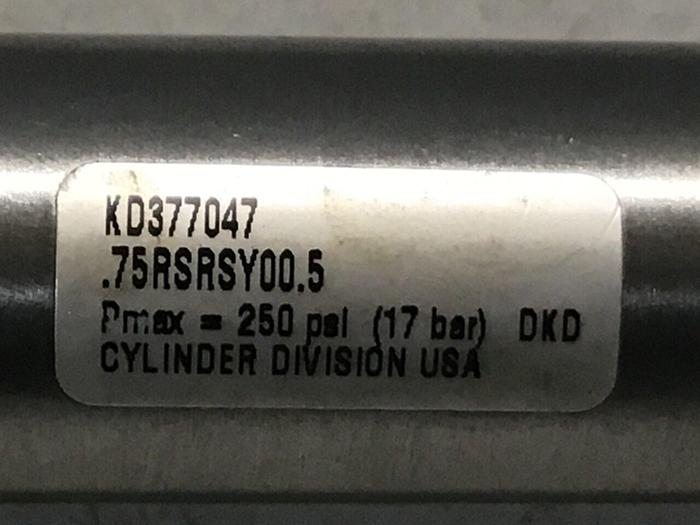 KD377047
.75RSRSY00.5
Pmax = 250 psi (17 bar) DKD
CYLINDER DIVISION USA